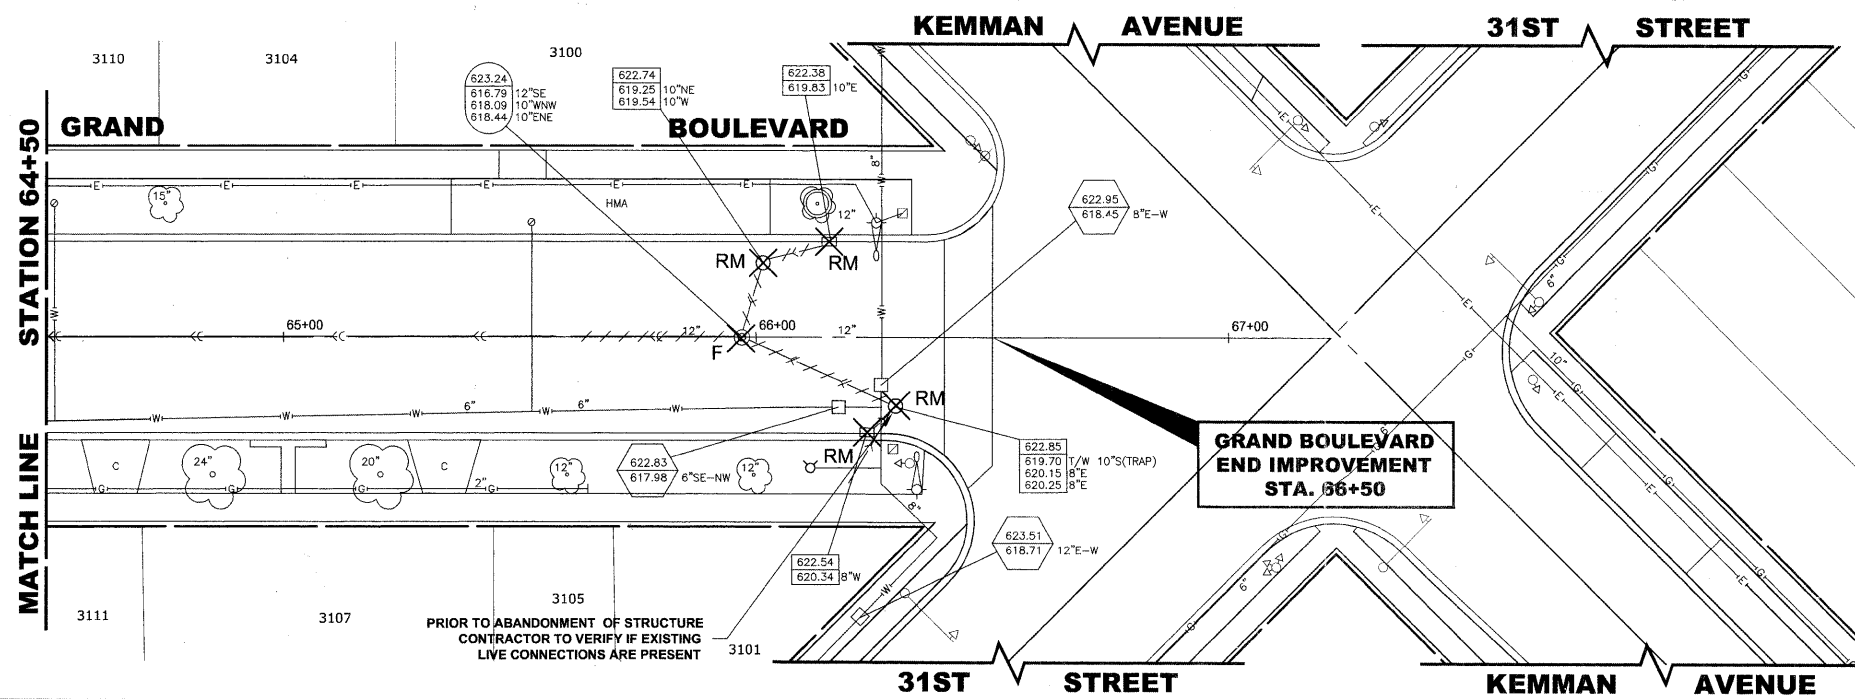 KEMMAN AVENUE
31ST STREET
3110
3104
3100
623.24
616.79 12"SE
618.09 10"WNW
618.44 10"ENE
622.74
619.25 10"NE
619.54 10"W
622.38
619.83 10"E
GRAND BOULEVARD
MATCH LINE STATION 64+50
8"
E E E E E E
15"
HMA
12"
622.95
618.45 8"E-W
RM
RM
65+00
12"
66+00
12"
67+00
F
W
W
W
W
E
E
G
G
G
6"
10"
6" 6"
W W W W W
RM
RM
GRAND BOULEVARD
END IMPROVEMENT
STA. 66+50
C
24"
20"
C
12"
12"
2"
G G G G
622.83
617.98 6"SE-NW
622.85
619.70 T/W 10"S(TRAP)
620.15 8"E
620.25 8"E
8"
623.51
618.71 12"E-W
622.54
620.34 8"W
W
6"
G
G
E
E
G
3111
3107
3105
3101
PRIOR TO ABANDONMENT OF STRUCTURE
CONTRACTOR TO VERIFY IF EXISTING
LIVE CONNECTIONS ARE PRESENT
31ST STREET
KEMMAN AVENUE